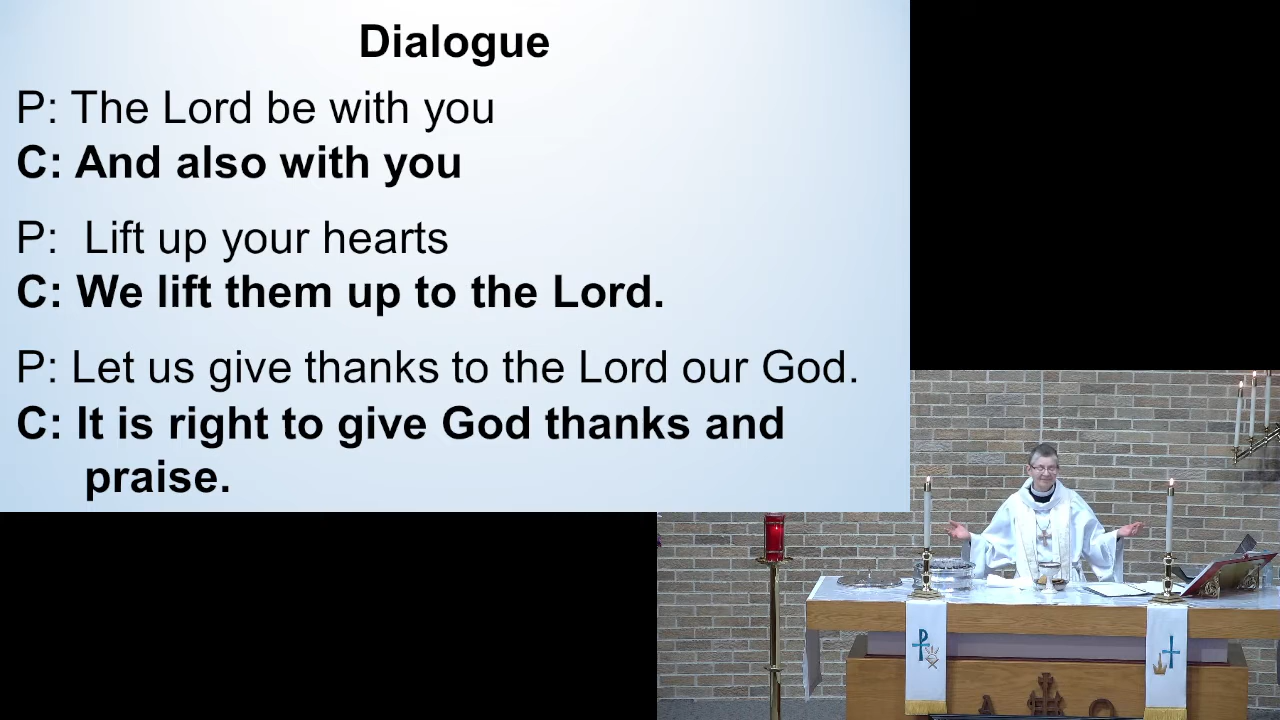 Dialogue
P: The Lord be with you
C: And also with you
P: Lift up your hearts
C: We lift them up to the Lord.
P: Let us give thanks to the Lord our God.
C: It is right to give God thanks and
praise.